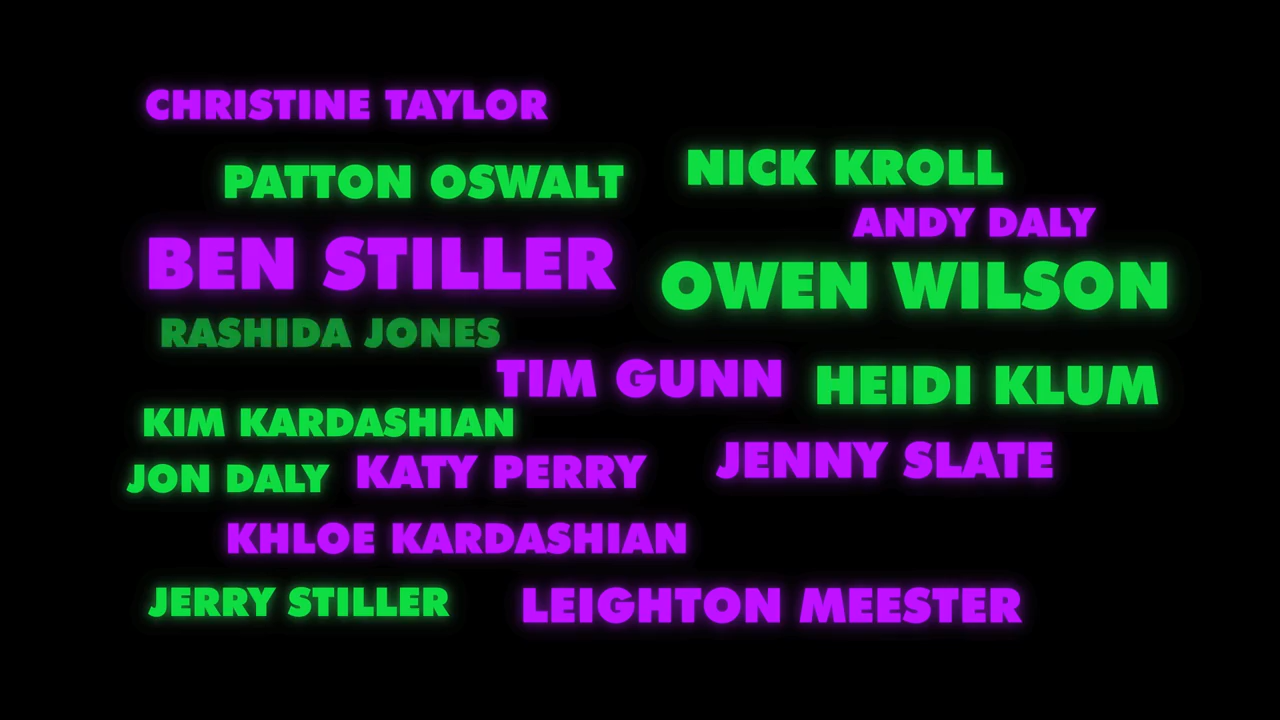 CHRISTINE TAYLOR
PATTON OSWALT
NICK KROLL
ANDY DALY
BEN STILLER
OWEN WILSON
RASHIDA JONES
TIM GUNN
HEIDI KLUM
KIM KARDASHIAN
JON DALY
KATY PERRY
JENNY SLATE
KHLOE KARDASHIAN
JERRY STILLER
LEIGHTON MEESTER